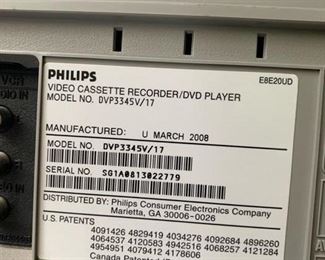 PHILIPS
E8E20UD
VIDEO CASSETTE RECORDER/DVD PLAYER
MODEL NO. DVP3345V/17
MANUFACTURED: U MARCH 2008
MODEL NO. DVP3345V/17
SERIAL NO. SG1A0813022779
DISTRIBUTED BY: Philips Consumer Electronics Company
Marietta, GA 30006-0026
U.S. PATENTS
4091426 4829419 4034276 4092684 4896260
4064537 4120583 4942516 4068257 4121284
4954951 4079412 4178606
VCR
IN